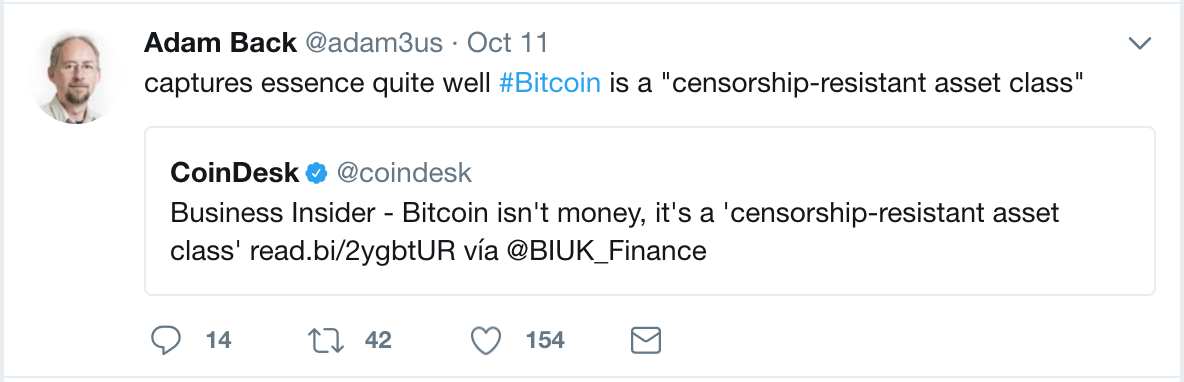 Adam Back @adam3us · Oct 11
captures essence quite well #Bitcoin is a "censorship-resistant asset class"
CoinDesk @coindesk
Business Insider - Bitcoin isn't money, it's a 'censorship-resistant asset
class' read.bi/2ygbtUR vía @BIUK_Finance
14 42 154